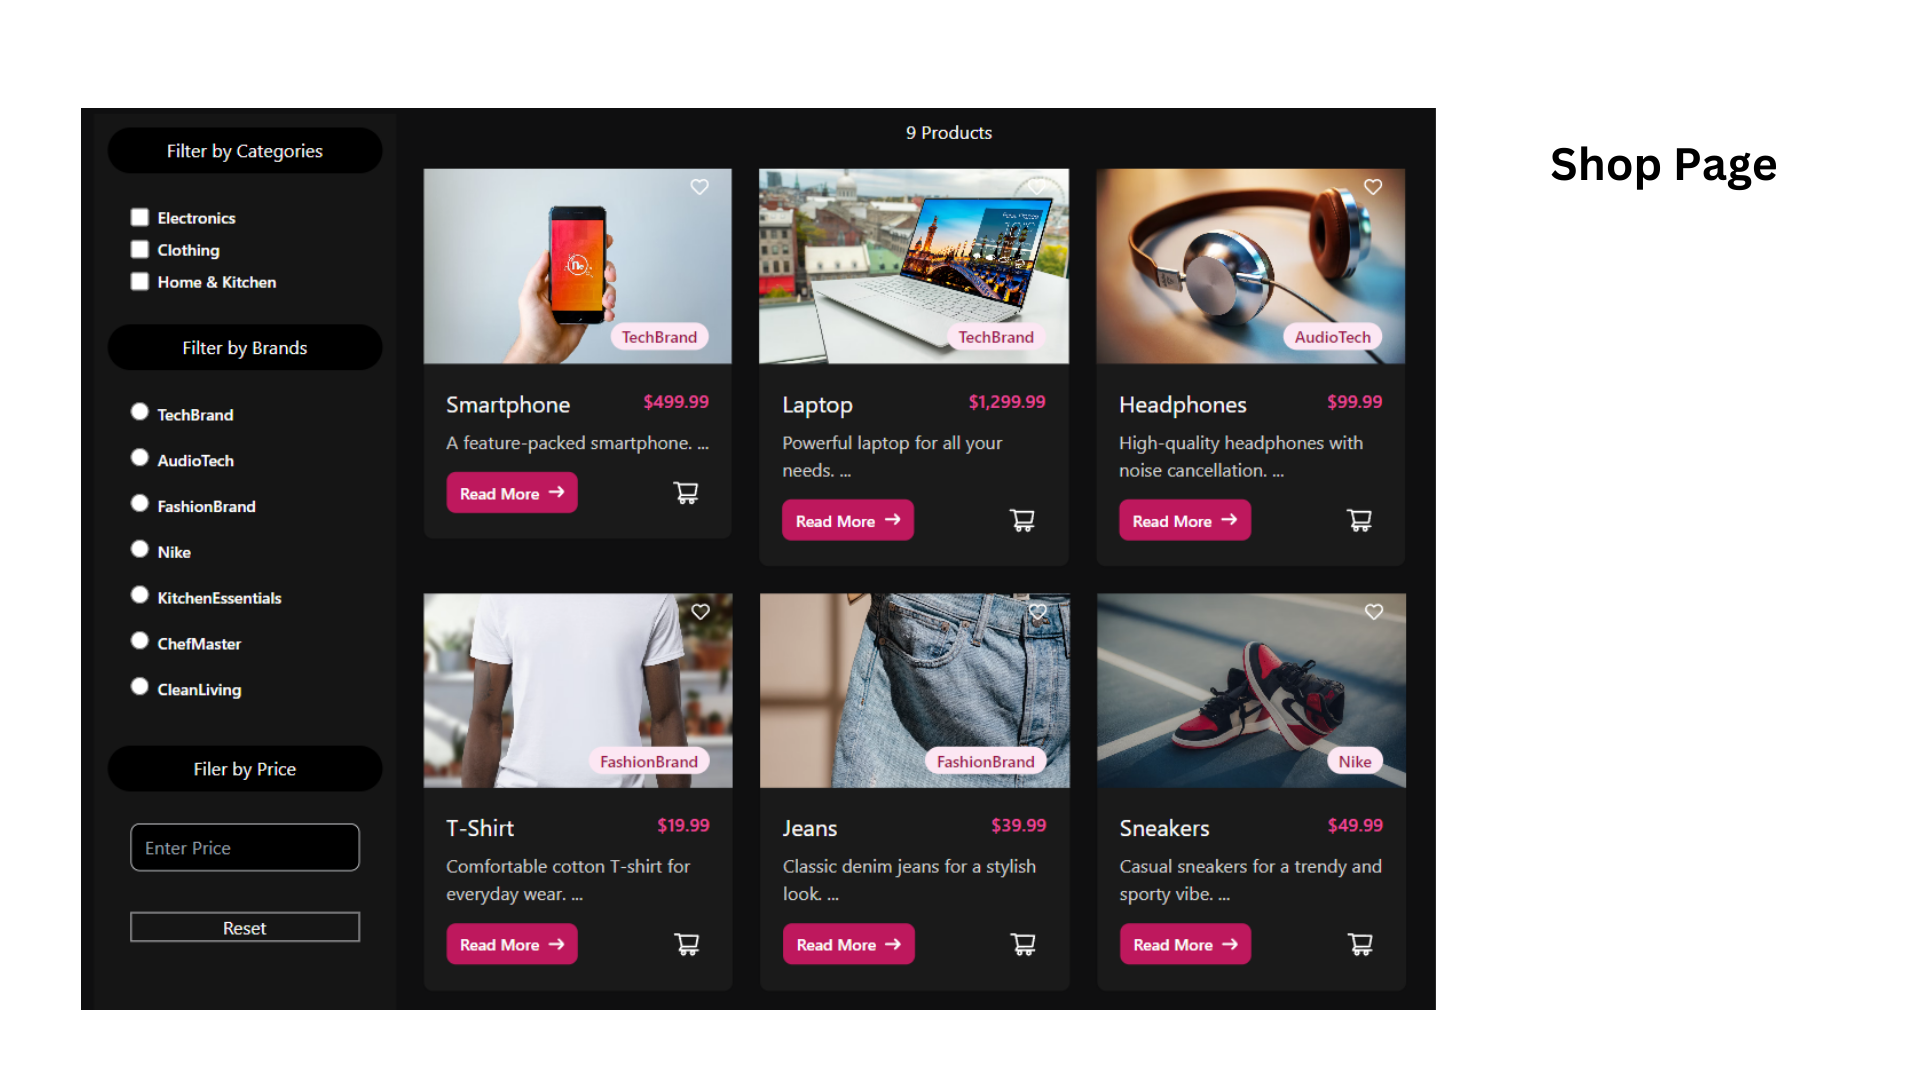 Shop Page
9 Products
Filter by Categories
Electronics
Clothing
Home & Kitchen
Filter by Brands
TechBrand
AudioTech
FashionBrand
Nike
KitchenEssentials
ChefMaster
CleanLiving
Filer by Price
Enter Price
Reset
TechBrand
Smartphone
$499.99
A feature-packed smartphone. ...
Read More
TechBrand
Laptop
$1,299.99
Powerful laptop for all your
needs. ...
Read More
AudioTech
Headphones
$99.99
High-quality headphones with
noise cancellation. ...
Read More
FashionBrand
T-Shirt
$19.99
Comfortable cotton T-shirt for
everyday wear. ...
Read More
FashionBrand
Jeans
$39.99
Classic denim jeans for a stylish
look. ...
Read More
Nike
Sneakers
$49.99
Casual sneakers for a trendy and
sporty vibe. ...
Read More